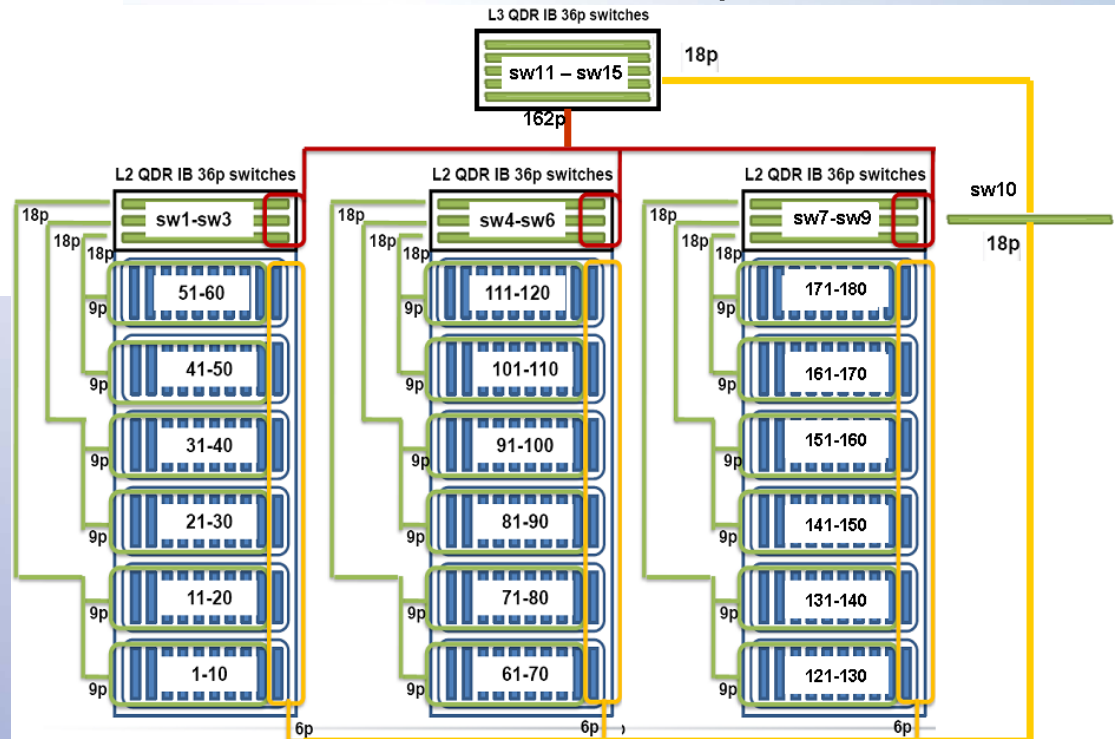 L3 QDR IB 36p switches
sw11 – sw15
18p
162p
L2 QDR IB 36p switches
L2 QDR IB 36p switches
L2 QDR IB 36p switches
sw10
18p
18p
18p
18p
sw1-sw3
sw4-sw6
sw7-sw9
18p
18p
18p
18p
18p
18p
18p
51-60
111-120
171-180
9p
9p
9p
41-50
101-110
161-170
9p
9p
9p
31-40
91-100
151-160
9p
9p
9p
21-30
81-90
141-150
9p
9p
9p
11-20
71-80
131-140
9p
9p
9p
1-10
61-70
121-130
9p
9p
9p
6p
6p
6p